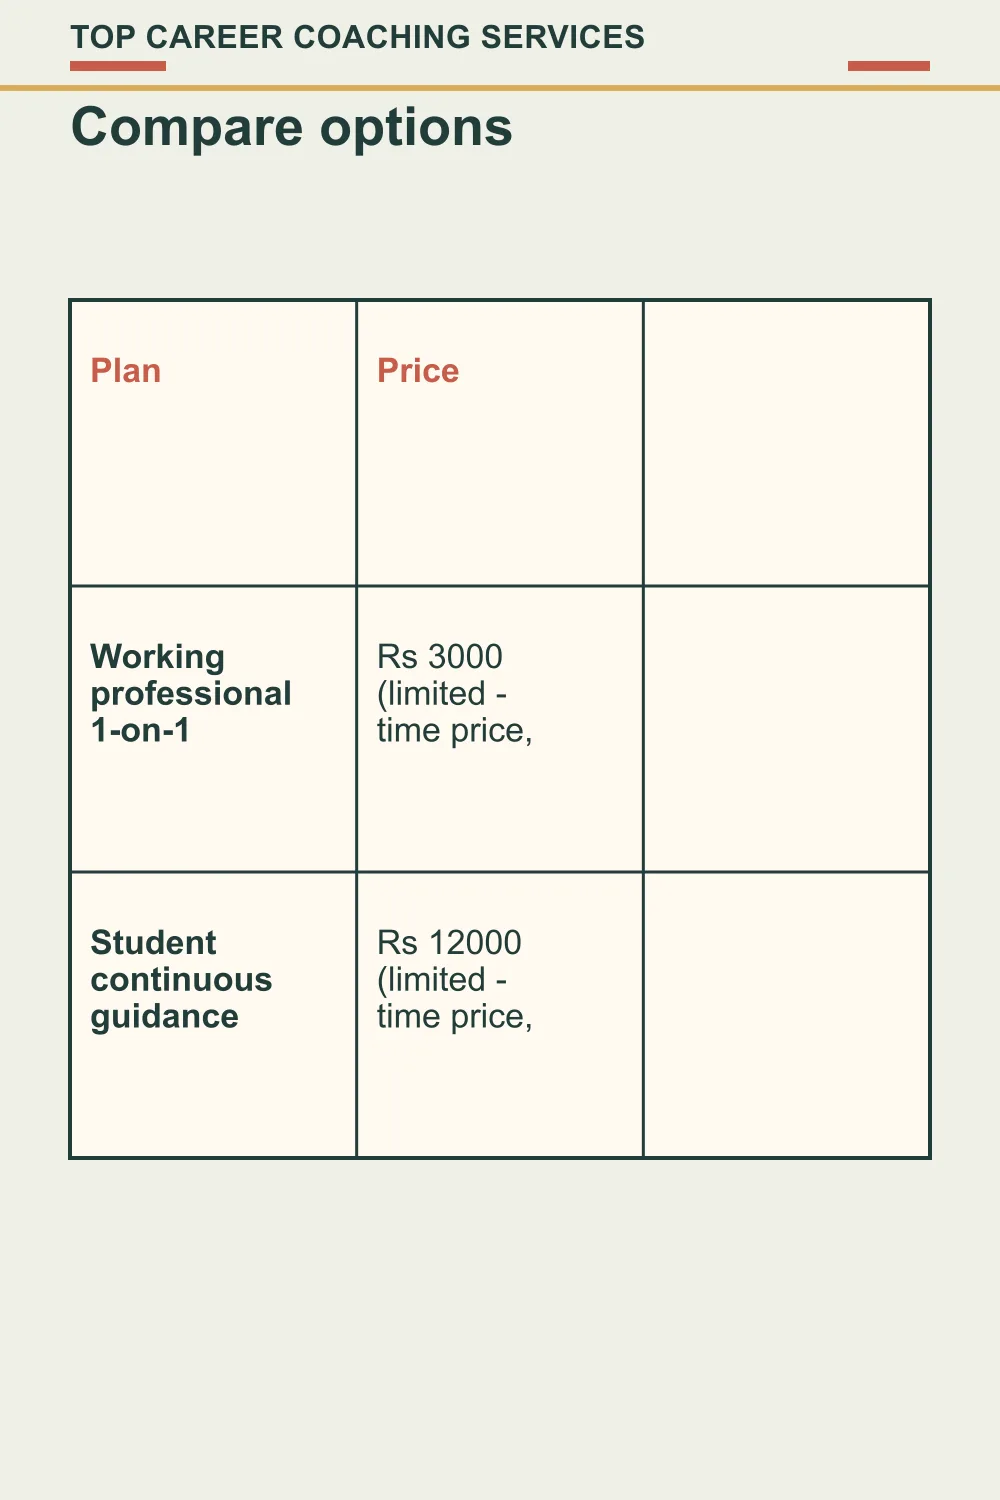 TOP CAREER COACHING SERVICES
Compare options
Plan
Price
Working
professional
1-on-1
Rs 3000
(limited -
time price,
Student
continuous
guidance
Rs 12000
(limited -
time price,